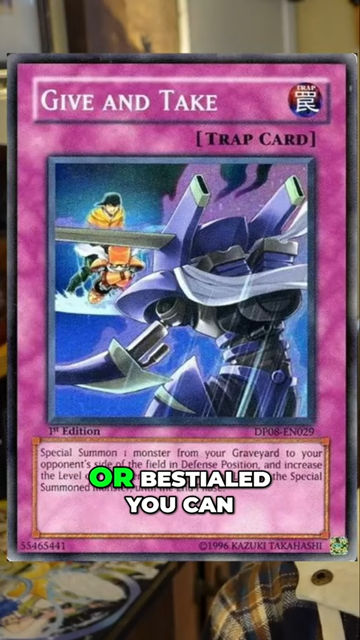 GIVE AND TAKE
TRAP
罠
[TRAP CARD]
1st Edition
DP08-EN029
Special Summon 1 monster from your Graveyard to your
opponent's side of the field in Defense Position, and increase
the Level the Special
Summoned
OR BESTIALED
YOU CAN
55465441
©1996 KAZUKI TAKAHASHI